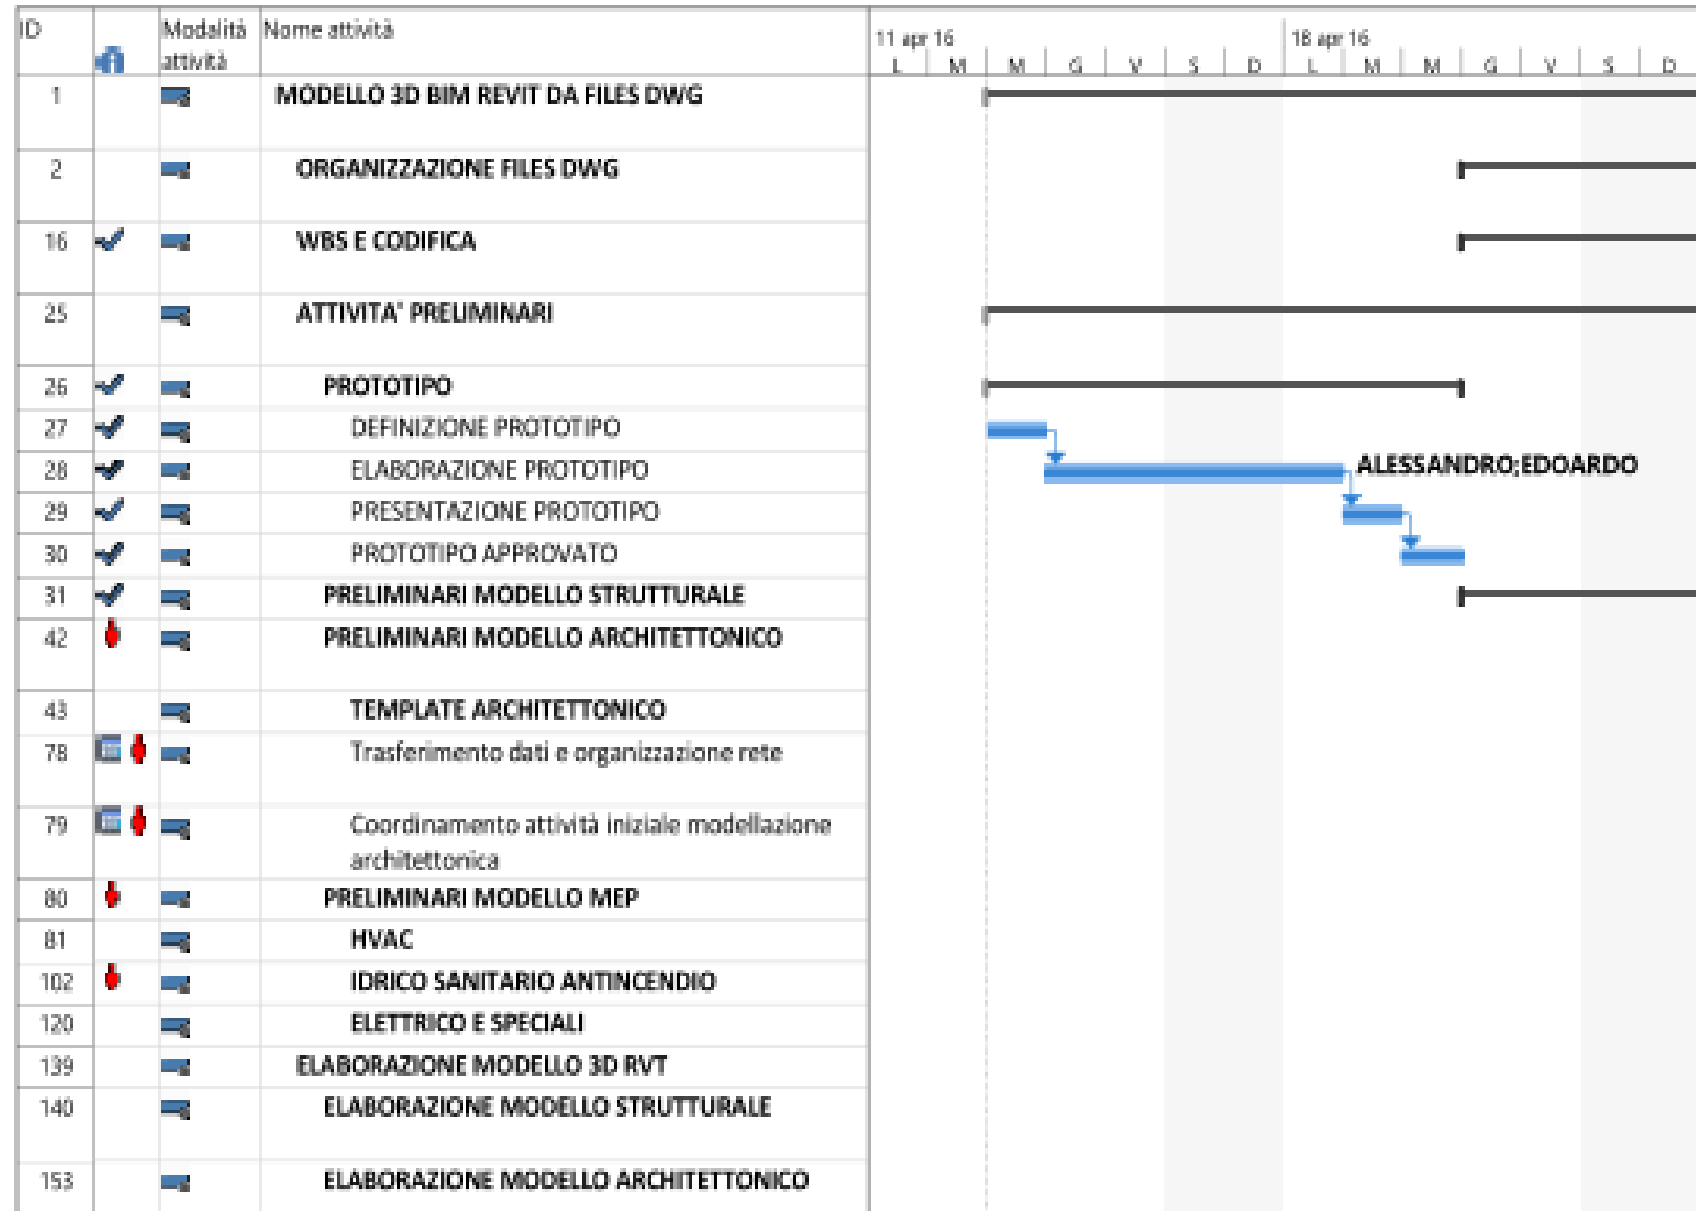 ID
Modalità
attività
Nome attività
11 apr 16
18 apr 16
L M M G V S D L M M G V S D
1 MODELLO 3D BIM REVIT DA FILES DWG
2 ORGANIZZAZIONE FILES DWG
16 WBS E CODIFICA
25 ATTIVITA' PRELIMINARI
26 PROTOTIPO
27 DEFINIZIONE PROTOTIPO
28 ELABORAZIONE PROTOTIPO ALESSANDRO;EDOARDO
29 PRESENTAZIONE PROTOTIPO
30 PROTOTIPO APPROVATO
31 PRELIMINARI MODELLO STRUTTURALE
42 PRELIMINARI MODELLO ARCHITETTONICO
43 TEMPLATE ARCHITETTONICO
78 Trasferimento dati e organizzazione rete
79 Coordinamento attività iniziale modellazione
architettonica
80 PRELIMINARI MODELLO MEP
81 HVAC
102 IDRICO SANITARIO ANTINCENDIO
120 ELETTRICO E SPECIALI
139 ELABORAZIONE MODELLO 3D RVT
140 ELABORAZIONE MODELLO STRUTTURALE
153 ELABORAZIONE MODELLO ARCHITETTONICO